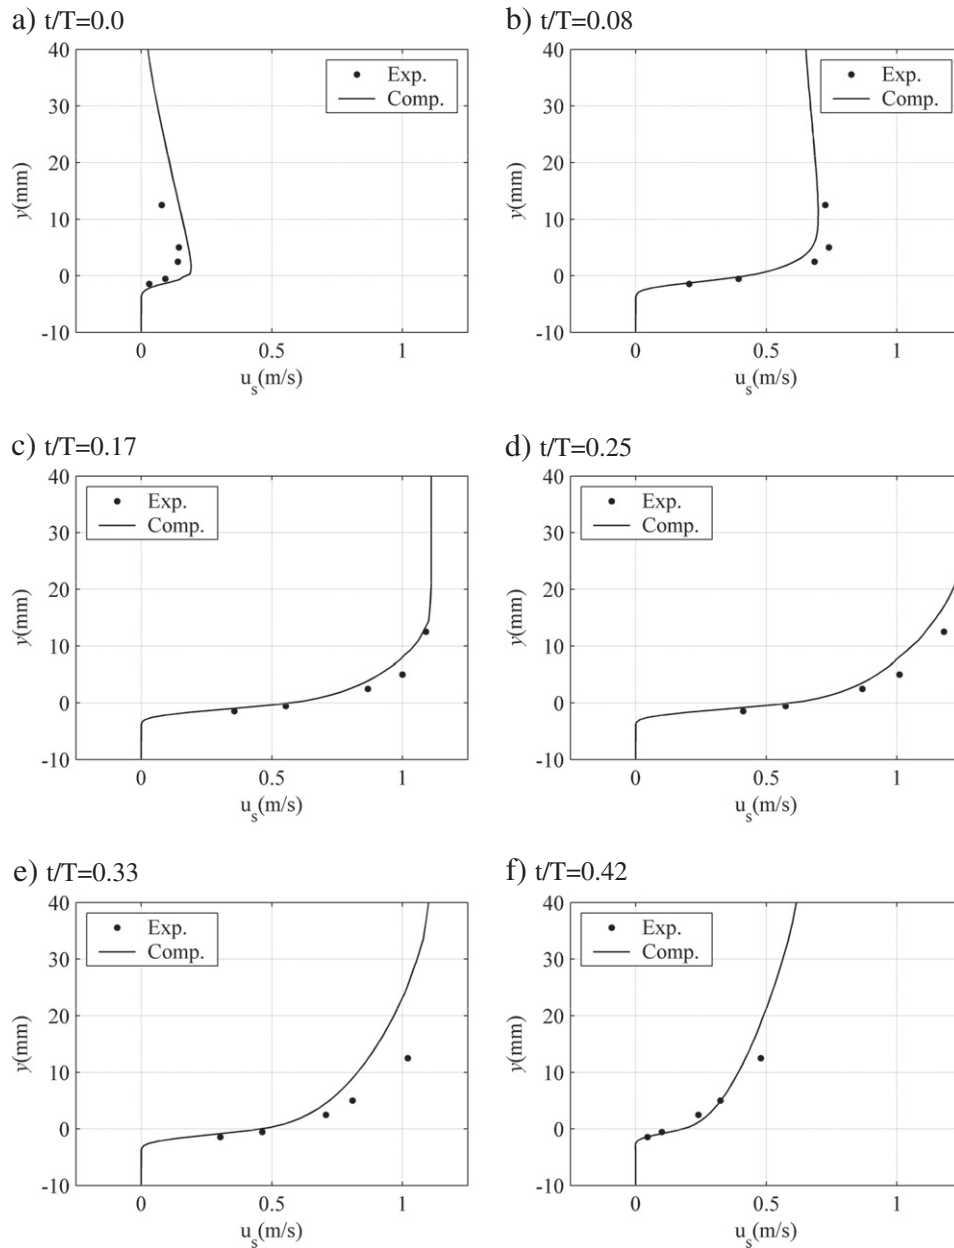 a) t/T=0.0
40
30
20
10
0
-10
y(mm)
Exp.
Comp.
0
0.5
1
u_s(m/s)
b) t/T=0.08
40
30
20
10
0
-10
y(mm)
Exp.
Comp.
0
0.5
1
u_s(m/s)
c) t/T=0.17
40
30
20
10
0
-10
y(mm)
Exp.
Comp.
0
0.5
1
u_s(m/s)
d) t/T=0.25
40
30
20
10
0
-10
y(mm)
Exp.
Comp.
0
0.5
1
u_s(m/s)
e) t/T=0.33
40
30
20
10
0
-10
y(mm)
Exp.
Comp.
0
0.5
1
u_s(m/s)
f) t/T=0.42
40
30
20
10
0
-10
y(mm)
Exp.
Comp.
0
0.5
1
u_s(m/s)